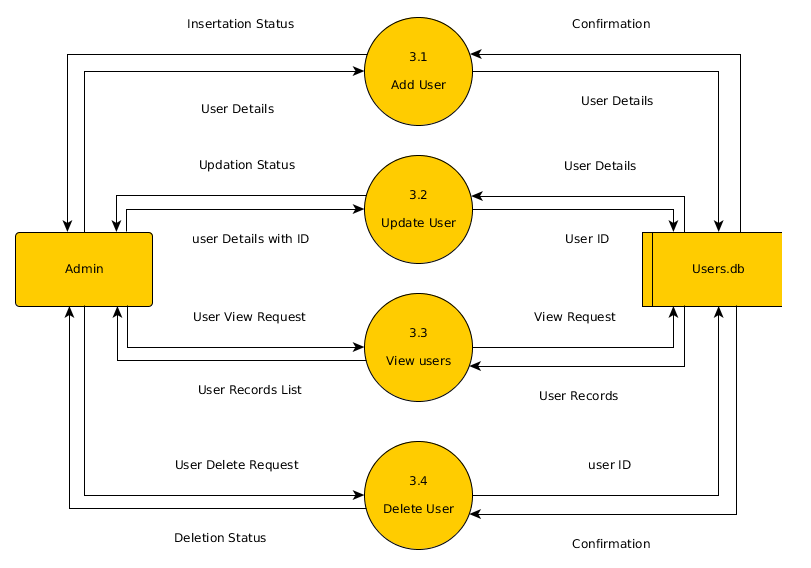 Insertation Status
Confirmation
3.1
Add User
User Details
User Details
Updation Status
User Details
3.2
Update User
user Details with ID
User ID
Admin
Users.db
User View Request
View Request
3.3
View users
User Records List
User Records
User Delete Request
user ID
3.4
Delete User
Deletion Status
Confirmation